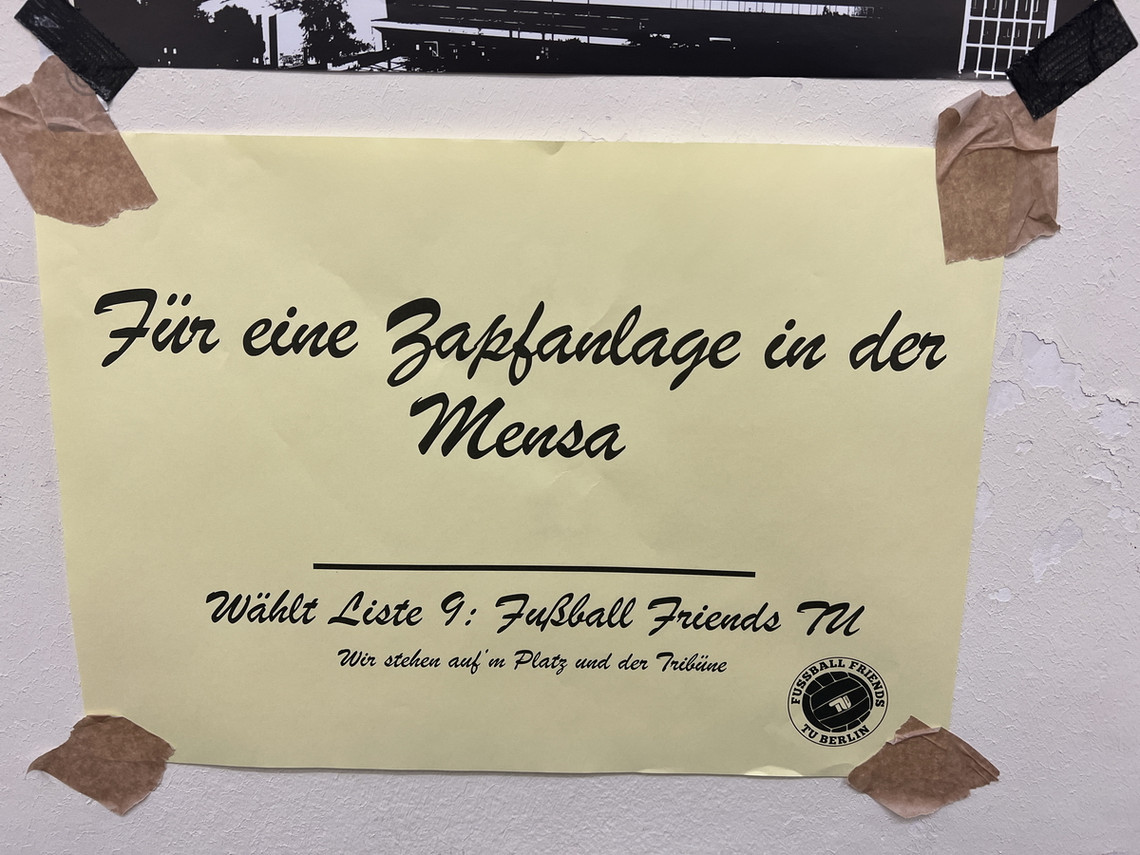 Für eine Zapfanlage in der
Mensa
Wählt Liste 9: Fußball Friends TU
Wir stehen auf'm Platz und der Tribüne
FUSSBALL FRIENDS
TU
TU BERLIN